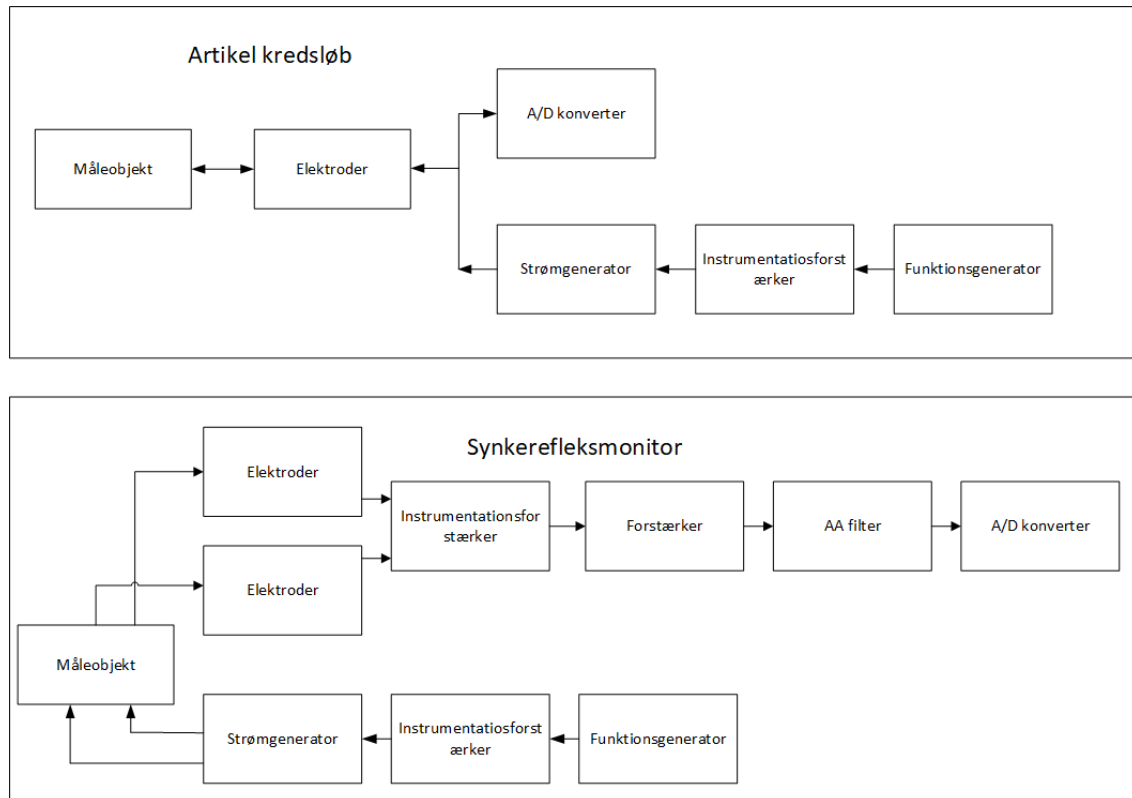 Artikel kredsløb
A/D konverter
Måleobjekt
Elektroder
Strømgenerator
Instrumentatiosforst
ærker
Funktionsgenerator
Synkerefleksmonitor
Elektroder
Instrumentationsfor
stærker
Forstærker
AA filter
A/D konverter
Elektroder
Måleobjekt
Strømgenerator
Instrumentatiosforst
ærker
Funktionsgenerator